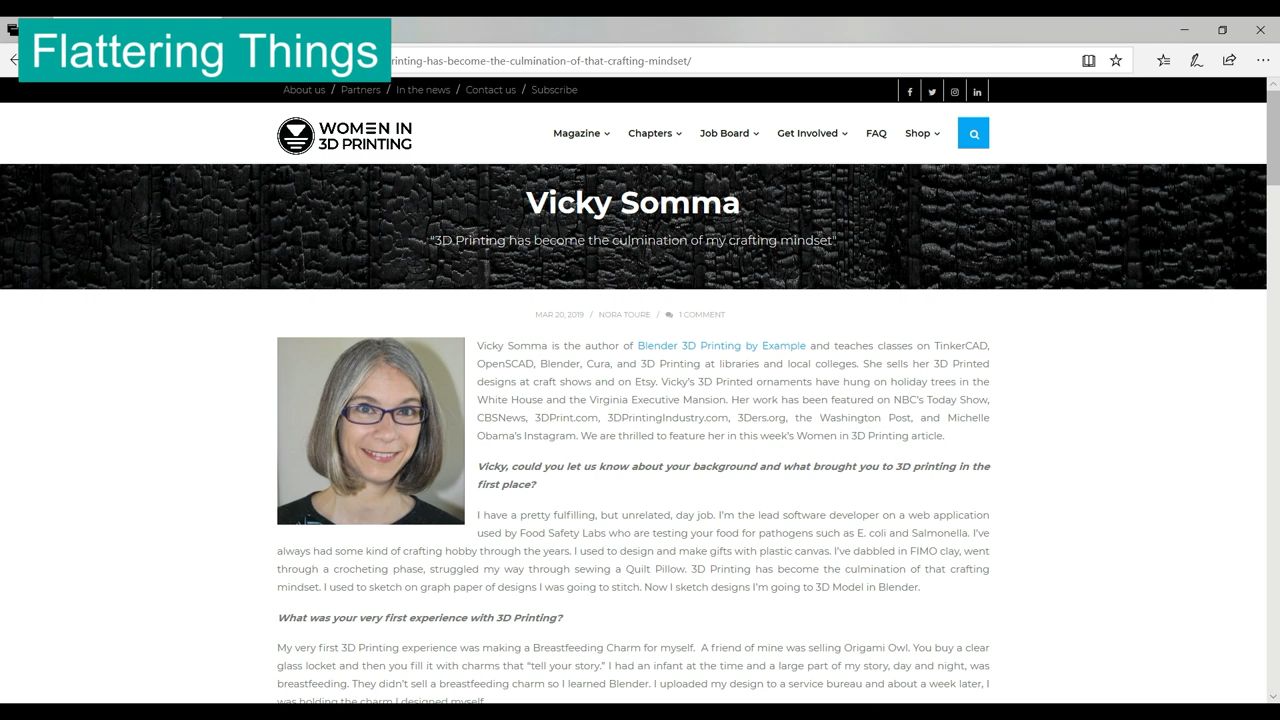 Flattering Things
rinting-has-become-the-culmination-of-that-crafting-mindset/
About us / Partners / In the news / Contact us / Subscribe
WOMEN IN
3D PRINTING
Magazine Chapters Job Board Get Involved FAQ Shop
Vicky Somma
"3D Printing has become the culmination of my crafting mindset"
MAR 20, 2019 / NORA TOURE / 1 COMMENT
Vicky Somma is the author of Blender 3D Printing by Example and teaches classes on TinkerCAD,
OpenSCAD, Blender, Cura, and 3D Printing at libraries and local colleges. She sells her 3D Printed
designs at craft shows and on Etsy. Vicky's 3D Printed ornaments have hung on holiday trees in the
White House and the Virginia Executive Mansion. Her work has been featured on NBC's Today Show,
CBSNews, 3DPrint.com, 3DPrintingIndustry.com, 3Ders.org, the Washington Post, and Michelle
Obama's Instagram. We are thrilled to feature her in this week's Women in 3D Printing article.
Vicky, could you let us know about your background and what brought you to 3D printing in the
first place?
I have a pretty fulfilling, but unrelated, day job. I'm the lead software developer on a web application
used by Food Safety Labs who are testing your food for pathogens such as E. coli and Salmonella. I've
always had some kind of crafting hobby through the years. I used to design and make gifts with plastic canvas. I've dabbled in FIMO clay, went
through a crocheting phase, struggled my way through sewing a Quilt Pillow. 3D Printing has become the culmination of that crafting
mindset. I used to sketch on graph paper of designs I was going to stitch. Now I sketch designs I'm going to 3D Model in Blender.
What was your very first experience with 3D Printing?
My very first 3D Printing experience was making a Breastfeeding Charm for myself. A friend of mine was selling Origami Owl. You buy a clear
glass locket and then you fill it with charms that "tell your story." I had an infant at the time and a large part of my story, day and night, was
breastfeeding. They didn't sell a breastfeeding charm so I learned Blender. I uploaded my design to a service bureau and about a week later, I
was holding the charm I designed myself.